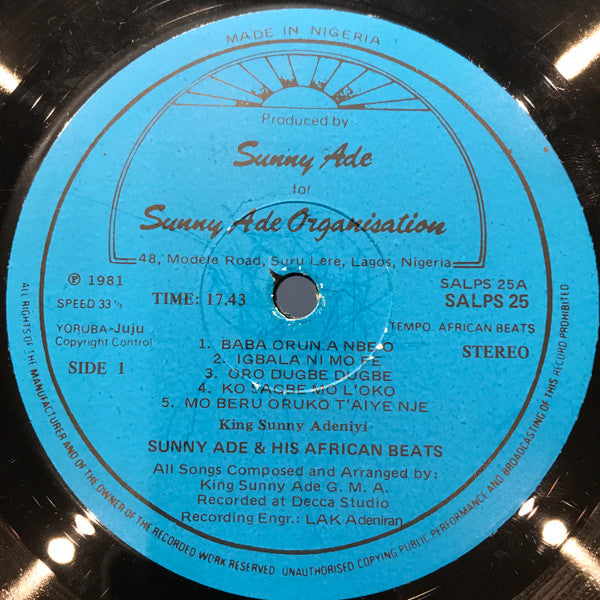 MADE IN NIGERIA
Produced by
Sunny Ade
for
Sunny Ade Organisation
48, Modele Road, Suru Lere, Lagos, Nigeria
℗ 1981
SALPS 25A
SPEED 33⅓
TIME: 17.43
SALPS 25
YORUBA-Juju
TEMPO. AFRICAN BEATS
Copyright Control
SIDE 1
STEREO
1. BABA ORUN A NBE O
2. IGBALA NI MO FE
3. ORO DUGBE DUGBE
4. KO JAGBE MO L'OKO
5. MO BERU ORUKO T'AIYE NJE
King Sunny Adeniyi
SUNNY ADE & HIS AFRICAN BEATS
All Songs Composed and Arranged by:
King Sunny Ade G. M. A.
Recorded at Decca Studio
Recording Engr.: LAK Adeniran
ALL RIGHTS OF THE MANUFACTURER AND OF THE OWNER OF THE RECORDED WORK RESERVED. UNAUTHORISED COPYING PUBLIC PERFORMANCE AND BROADCASTING OF THIS RECORD PROHIBITED